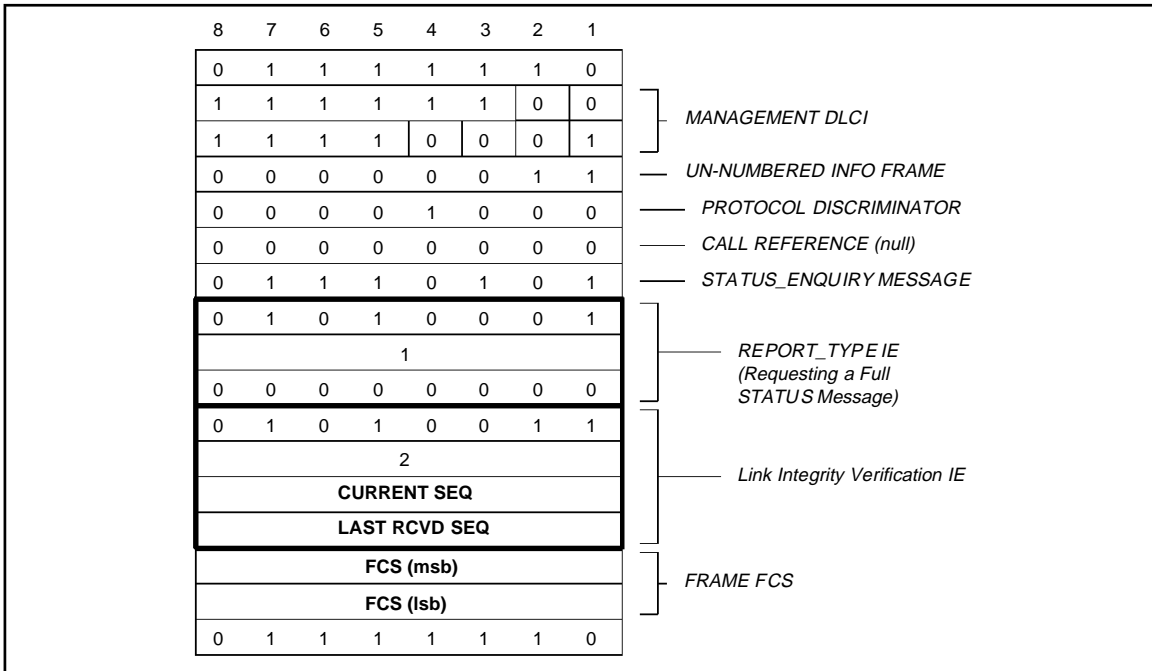 8 7 6 5 4 3 2 1
0 1 1 1 1 1 1 0
1 1 1 1 1 1 0 0
MANAGEMENT DLCI
1 1 1 1 0 0 0 1
0 0 0 0 0 0 1 1 UN-NUMBERED INFO FRAME
0 0 0 0 1 0 0 0 PROTOCOL DISCRIMINATOR
0 0 0 0 0 0 0 0 CALL REFERENCE (null)
0 1 1 1 0 1 0 1 STATUS_ENQUIRY MESSAGE
0 1 0 1 0 0 0 1
1 REPORT_TYPE IE
(Requesting a Full
0 0 0 0 0 0 0 0 STATUS Message)
0 1 0 1 0 0 1 1
2
Link Integrity Verification IE
CURRENT SEQ
LAST RCVD SEQ
FCS (msb)
FRAME FCS
FCS (lsb)
0 1 1 1 1 1 1 0